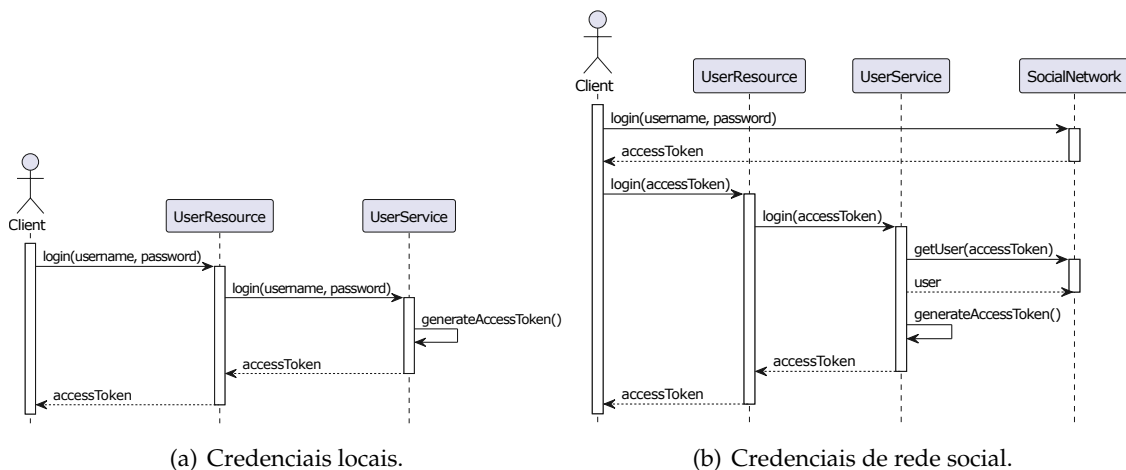 Client
UserResource
UserService
login(username, password)
login(username, password)
generateAccessToken()
accessToken
accessToken
(a) Credenciais locais.
Client
UserResource
UserService
SocialNetwork
login(username, password)
accessToken
login(accessToken)
login(accessToken)
getUser(accessToken)
user
generateAccessToken()
accessToken
accessToken
(b) Credenciais de rede social.